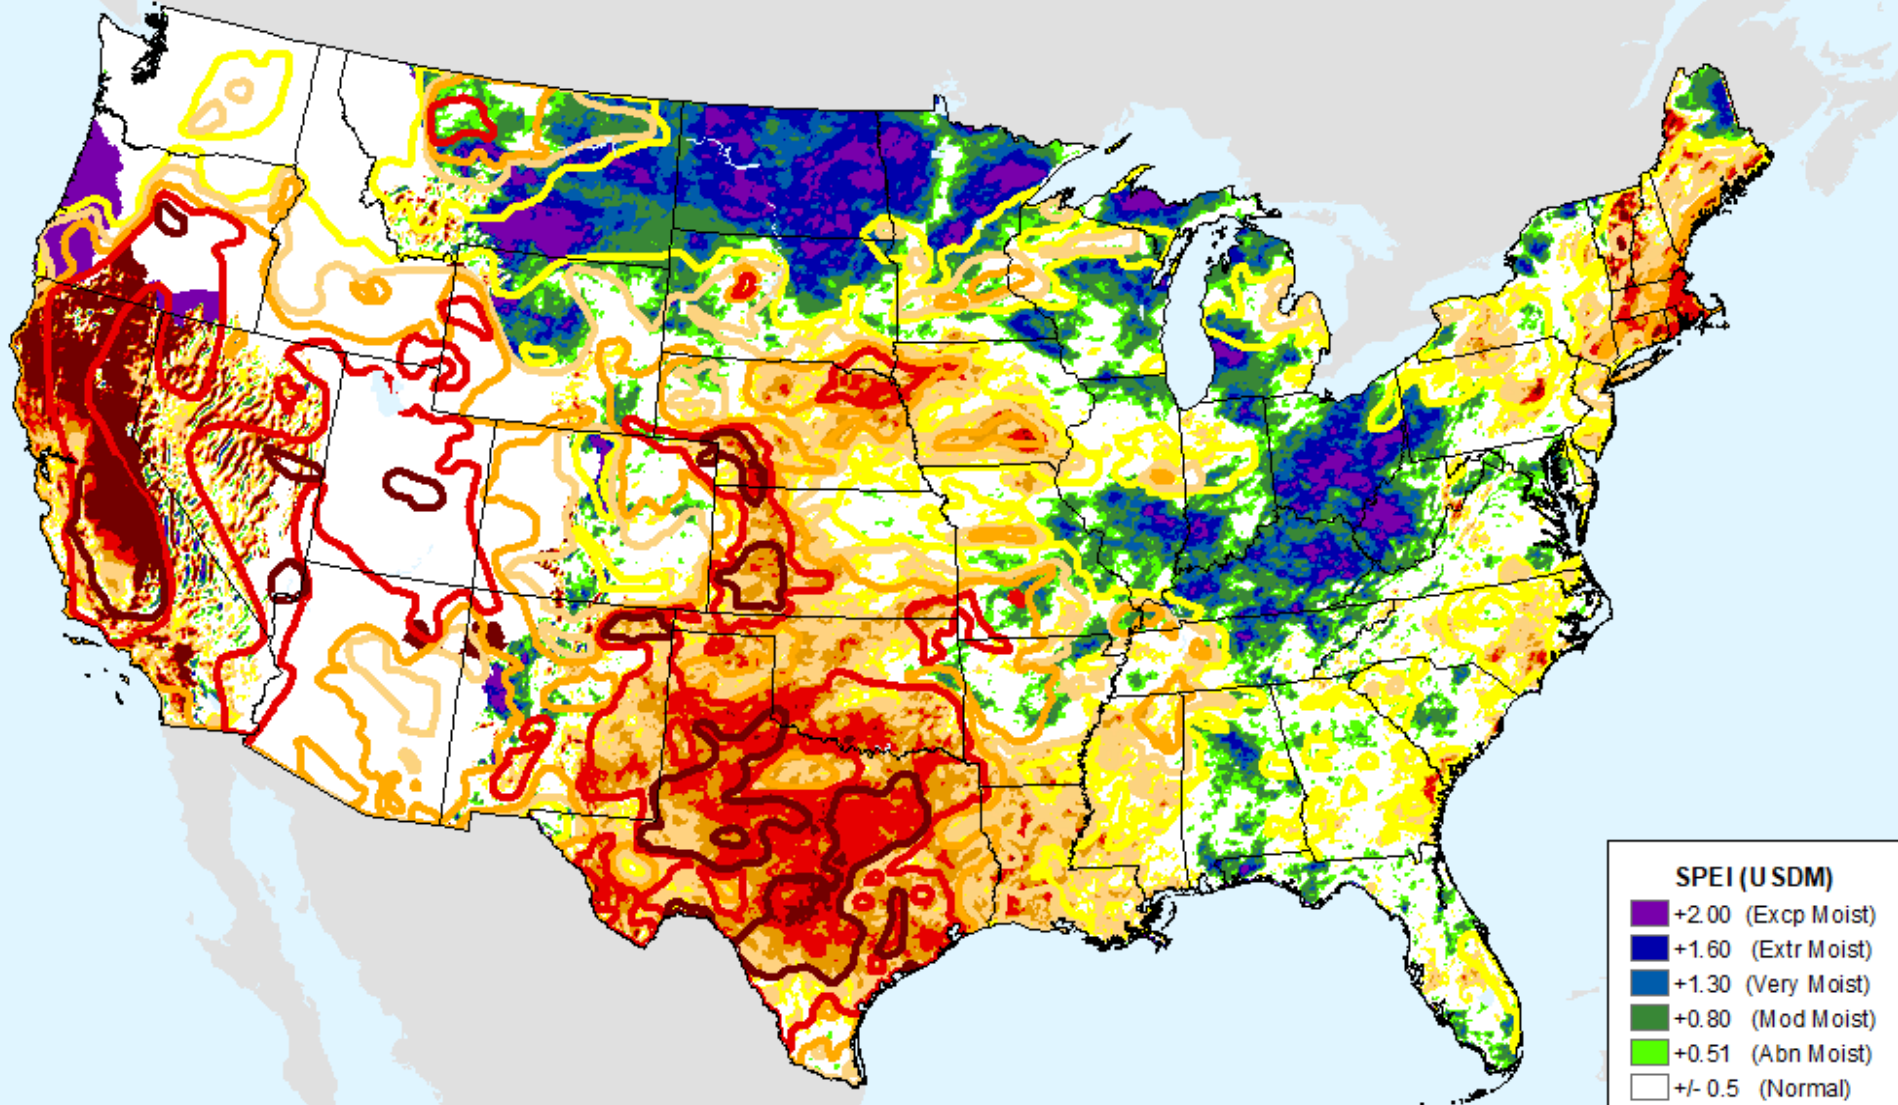 SPEI (USDM)
+2.00 (Excp Moist)
+1.60 (Extr Moist)
+1.30 (Very Moist)
+0.80 (Mod Moist)
+0.51 (Abn Moist)
+/- 0.5 (Normal)